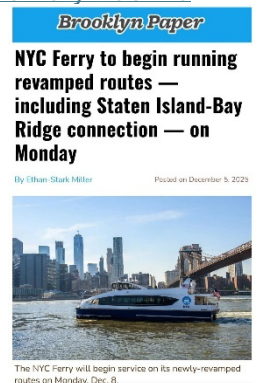 Brooklyn Paper
NYC Ferry to begin running
revamped routes —
including Staten Island-Bay
Ridge connection — on
Monday
By Ethan-Stark Miller
Posted on December 5, 2025
The NYC Ferry will begin service on its newly-revamped
routes on Monday, Dec. 8.